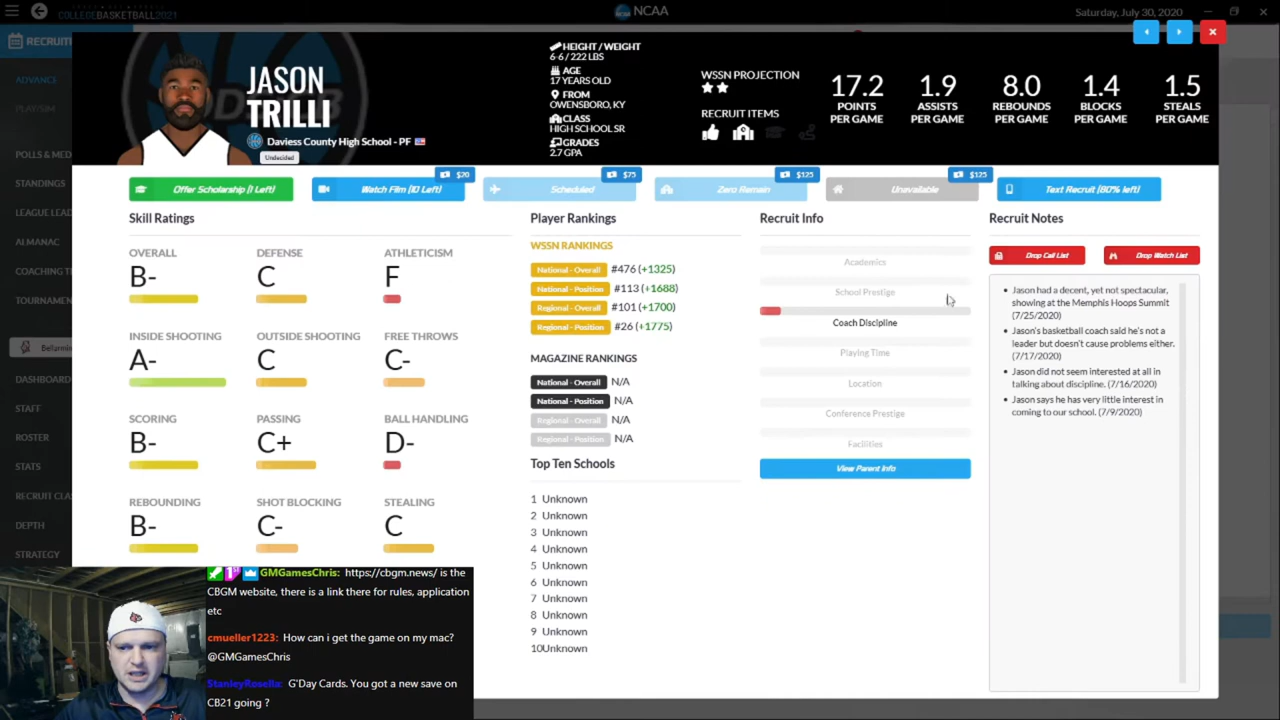 COLLEGE BASKETBALL 2021
NCAA
Saturday, July 30, 2020
RECRUITI
ADVANCE
PLAY/SIM
POLLS & MED
STANDINGS
LEAGUE LEAD
ALMANAC
COACHING T
TOURNAMEN
Bellarmin
DASHBOARD
STAFF
ROSTER
STATS
RECRUIT CLA
DEPTH
STRATEGY
JASON
TRILLI
Daviess County High School - PF
Undecided
HEIGHT / WEIGHT
6-6 / 222 LBS
AGE
17 YEARS OLD
FROM
OWENSBORO, KY
CLASS
HIGH SCHOOL SR
GRADES
2.7 GPA
WSSN PROJECTION
RECRUIT ITEMS
17.2
POINTS
PER GAME
1.9
ASSISTS
PER GAME
8.0
REBOUNDS
PER GAME
1.4
BLOCKS
PER GAME
1.5
STEALS
PER GAME
Offer Scholarship (1 Left)
$20
Watch Film (10 Left)
$75
Scheduled
$125
Zero Remain
$125
Unavailable
Text Recruit (80% left)
Skill Ratings
OVERALL
B-
DEFENSE
C
ATHLETICISM
F
INSIDE SHOOTING
A-
OUTSIDE SHOOTING
C
FREE THROWS
C-
SCORING
B-
PASSING
C+
BALL HANDLING
D-
REBOUNDING
B-
SHOT BLOCKING
C-
STEALING
C
Player Rankings
WSSN RANKINGS
National - Overall #476 (+1325)
National - Position #113 (+1688)
Regional - Overall #101 (+1700)
Regional - Position #26 (+1775)
MAGAZINE RANKINGS
National - Overall N/A
National - Position N/A
Regional - Overall N/A
Regional - Position N/A
Top Ten Schools
1 Unknown
2 Unknown
3 Unknown
4 Unknown
5 Unknown
6 Unknown
7 Unknown
8 Unknown
9 Unknown
10Unknown
Recruit Info
Academics
School Prestige
Coach Discipline
Playing Time
Location
Conference Prestige
Facilities
View Parent Info
Recruit Notes
Drop Call List
Drop Watch List
Jason had a decent, yet not spectacular,
showing at the Memphis Hoops Summit
(7/25/2020)
Jason's basketball coach said he's not a
leader but doesn't cause problems either.
(7/17/2020)
Jason did not seem interested at all in
talking about discipline. (7/16/2020)
Jason says he has very little interest in
coming to our school. (7/9/2020)
GMGamesChris: https://cbgm.news/ is the
CBGM website, there is a link there for rules, application
etc
cmueller1223: How can i get the game on my mac?
@GMGamesChris
StanleyRosella: G'Day Cards. You got a new save on
CB21 going ?